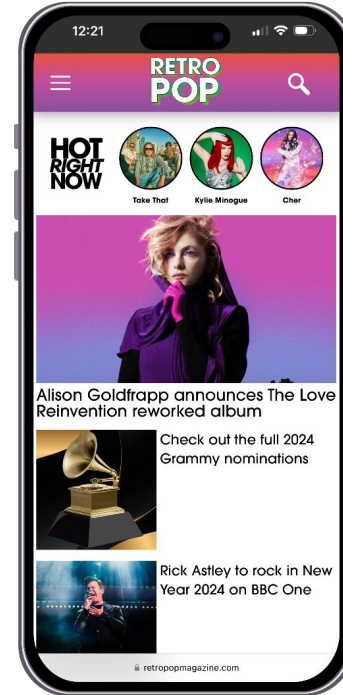 12:21
RETRO
POP
HOT
RIGHT
NOW
Take That
Kylie Minogue
Cher
Alison Goldfrapp announces The Love
Reinvention reworked album
Check out the full 2024
Grammy nominations
Rick Astley to rock in New
Year 2024 on BBC One
retropopmagazine.com